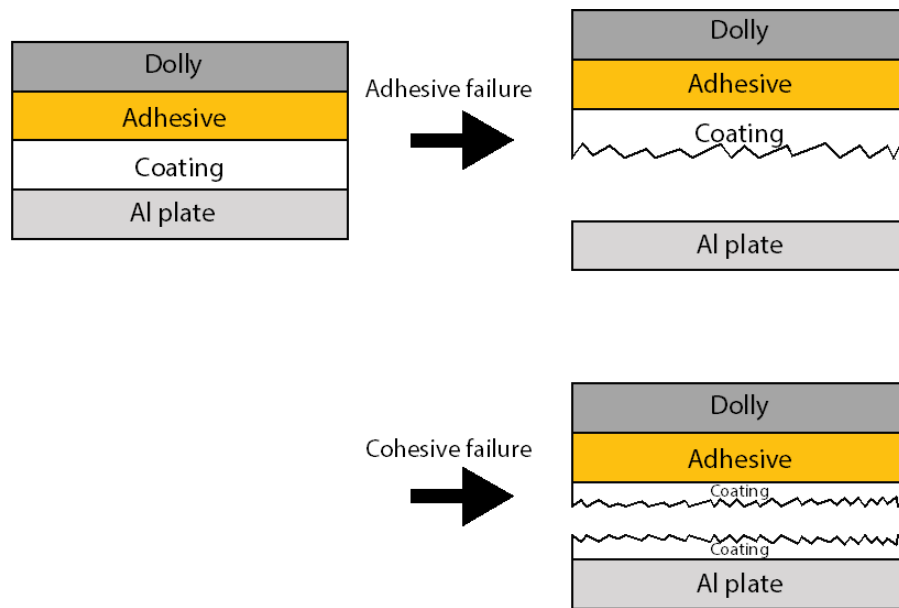 Dolly
Adhesive
Coating
Al plate
Adhesive failure
Dolly
Adhesive
Coating
Al plate
Cohesive failure
Dolly
Adhesive
Coating
Coating
Al plate